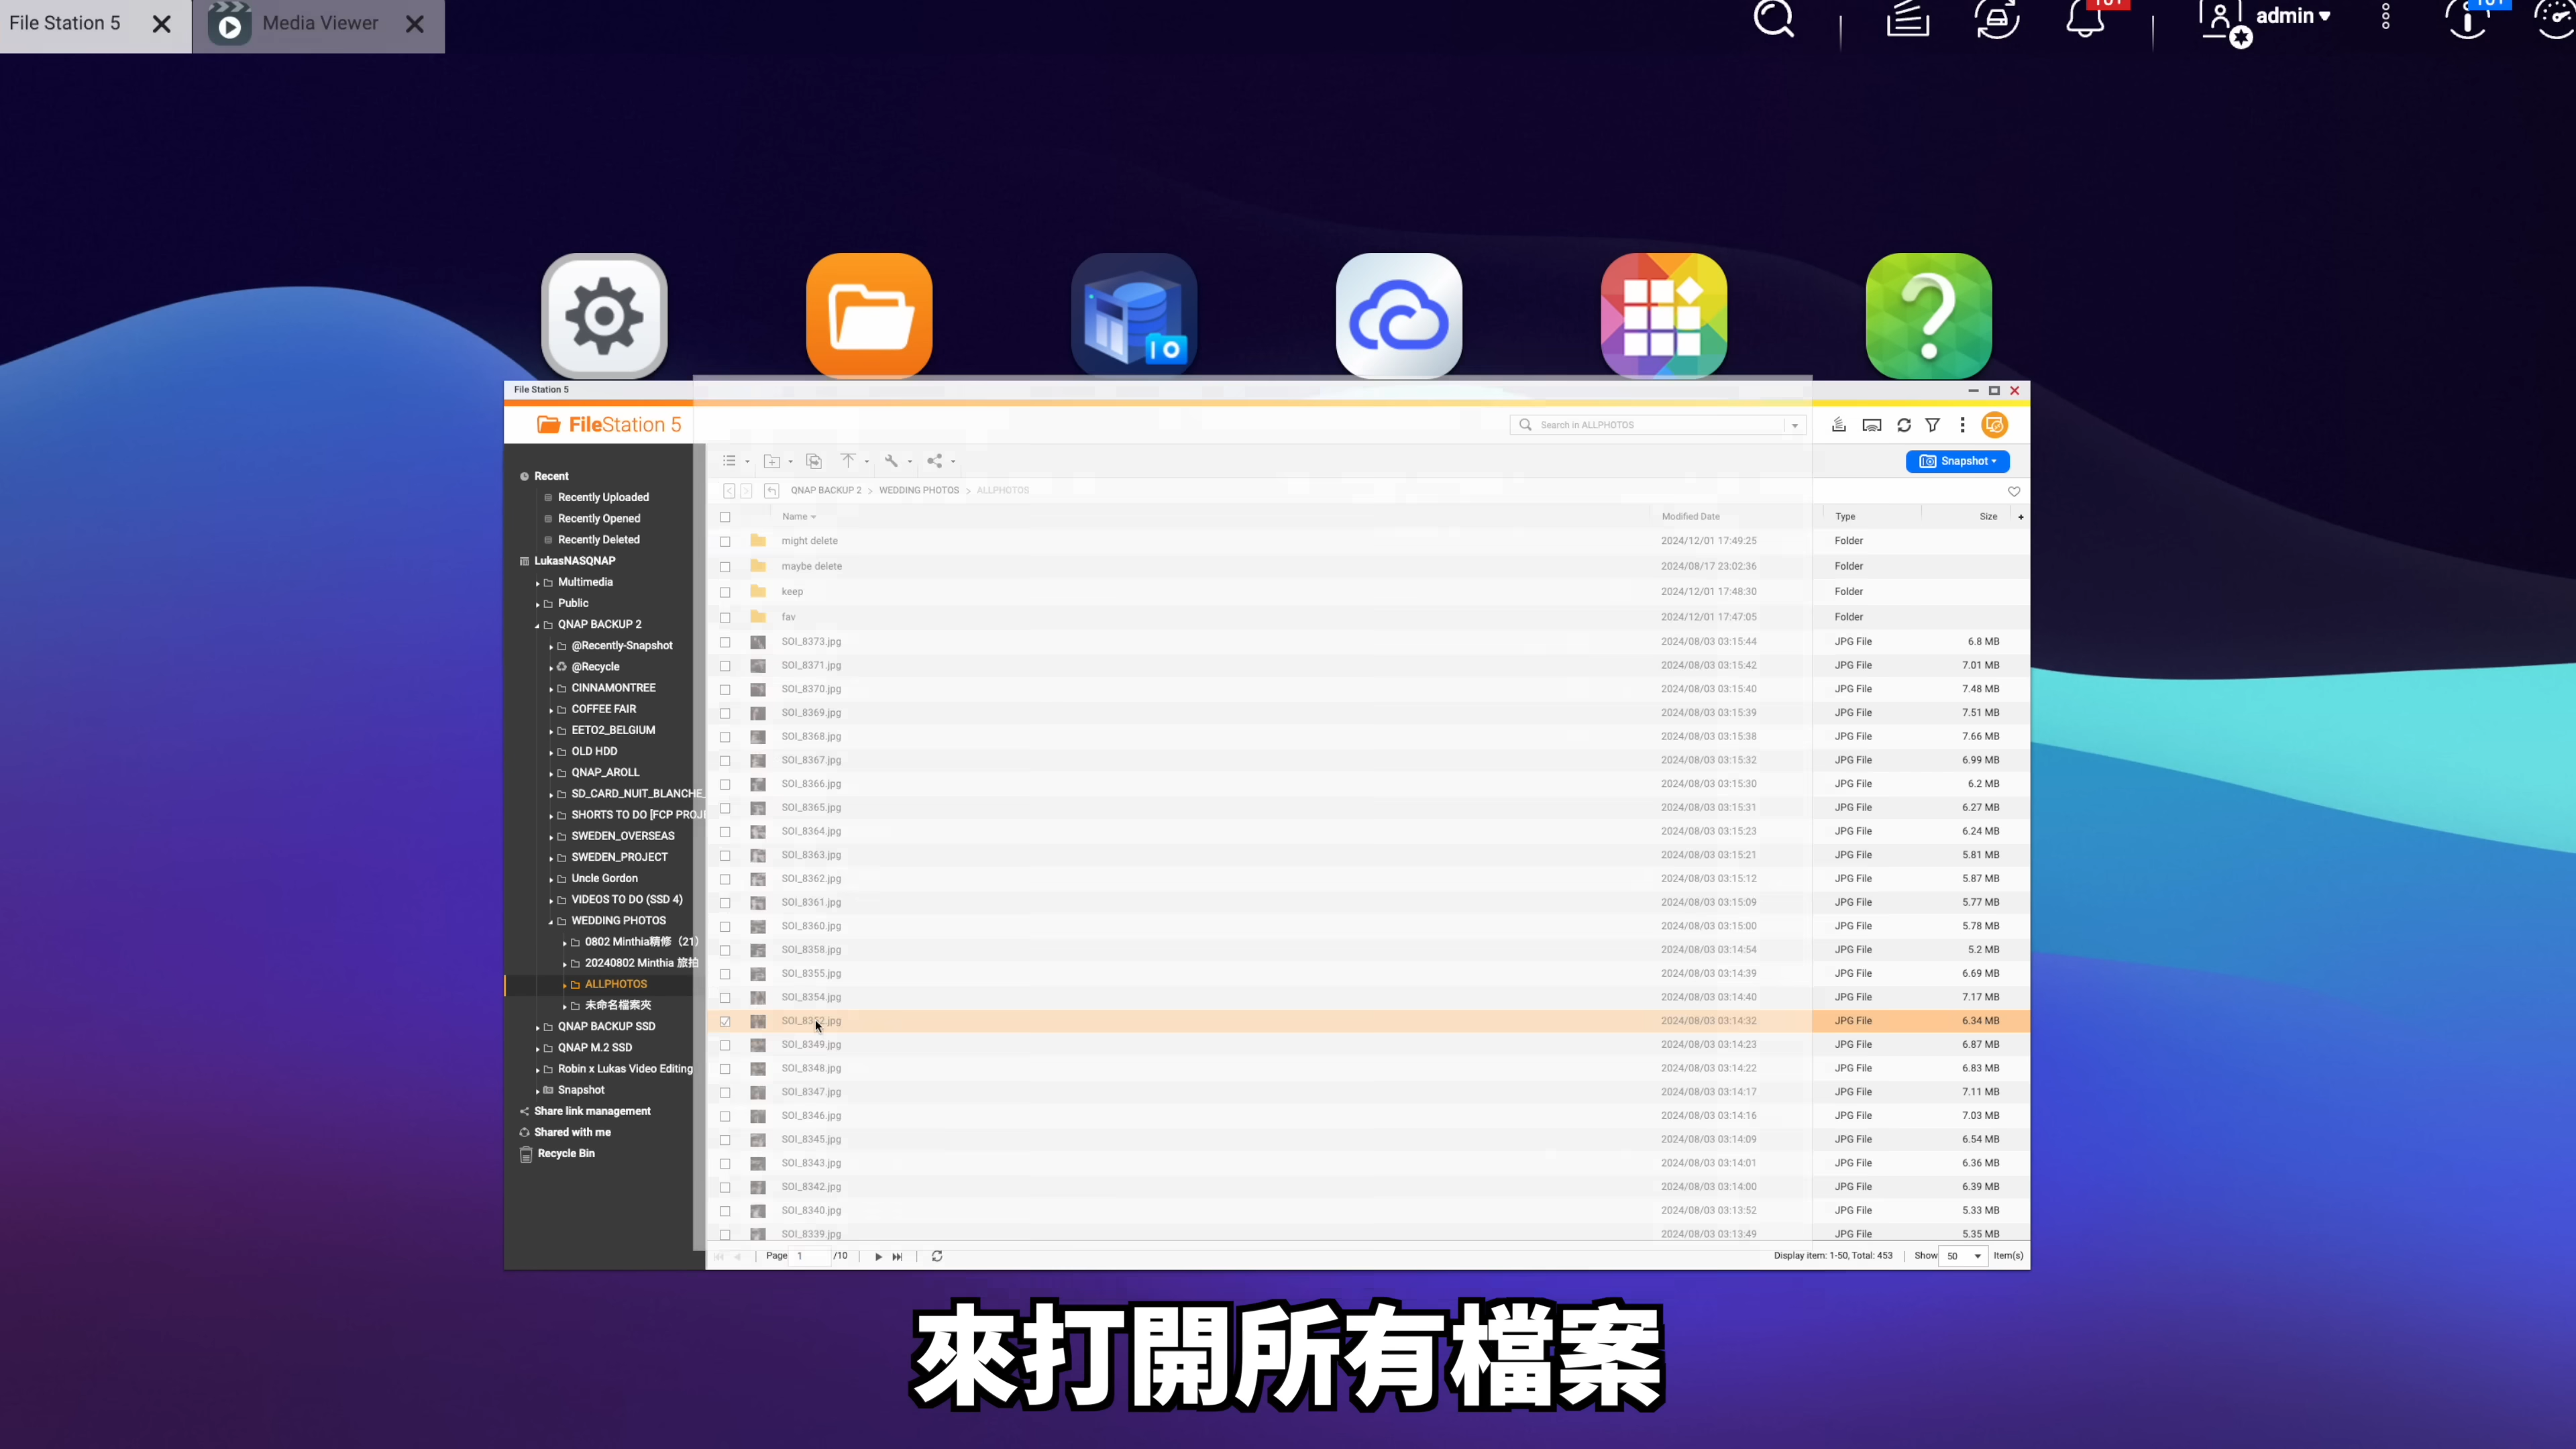 File Station 5
Media Viewer
admin
File Station 5
FileStation 5
Search in ALLPHOTOS
Snapshot
QNAP BACKUP 2 > WEDDING PHOTOS > ALLPHOTOS
Recent
Recently Uploaded
Recently Opened
Recently Deleted
LukasNASQNAP
Multimedia
Public
QNAP BACKUP 2
@Recently-Snapshot
@Recycle
CINNAMONTREE
COFFEE FAIR
EETO2_BELGIUM
OLD HDD
QNAP_AROLL
SD_CARD_NUIT_BLANCHE_
SHORTS TO DO [FCP PROJE
SWEDEN_OVERSEAS
SWEDEN_PROJECT
Uncle Gordon
VIDEOS TO DO (SSD 4)
WEDDING PHOTOS
0802 Minthia精修（21）
20240802 Minthia 旅拍
ALLPHOTOS
未命名檔案夾
QNAP BACKUP SSD
QNAP M.2 SSD
Robin x Lukas Video Editing
Snapshot
Share link management
Shared with me
Recycle Bin
Name Modified Date Type Size +
might delete 2024/12/01 17:49:25 Folder
maybe delete 2024/08/17 23:02:36 Folder
keep 2024/12/01 17:48:30 Folder
fav 2024/12/01 17:47:05 Folder
SOI_8373.jpg 2024/08/03 03:15:44 JPG File 6.8 MB
SOI_8371.jpg 2024/08/03 03:15:42 JPG File 7.01 MB
SOI_8370.jpg 2024/08/03 03:15:40 JPG File 7.48 MB
SOI_8369.jpg 2024/08/03 03:15:39 JPG File 7.51 MB
SOI_8368.jpg 2024/08/03 03:15:38 JPG File 7.66 MB
SOI_8367.jpg 2024/08/03 03:15:32 JPG File 6.99 MB
SOI_8366.jpg 2024/08/03 03:15:30 JPG File 6.2 MB
SOI_8365.jpg 2024/08/03 03:15:31 JPG File 6.27 MB
SOI_8364.jpg 2024/08/03 03:15:23 JPG File 6.24 MB
SOI_8363.jpg 2024/08/03 03:15:21 JPG File 5.81 MB
SOI_8362.jpg 2024/08/03 03:15:12 JPG File 5.87 MB
SOI_8361.jpg 2024/08/03 03:15:09 JPG File 5.77 MB
SOI_8360.jpg 2024/08/03 03:15:00 JPG File 5.78 MB
SOI_8358.jpg 2024/08/03 03:14:54 JPG File 5.2 MB
SOI_8355.jpg 2024/08/03 03:14:39 JPG File 6.69 MB
SOI_8354.jpg 2024/08/03 03:14:40 JPG File 7.17 MB
SOI_8352.jpg 2024/08/03 03:14:32 JPG File 6.34 MB
SOI_8349.jpg 2024/08/03 03:14:23 JPG File 6.87 MB
SOI_8348.jpg 2024/08/03 03:14:22 JPG File 6.83 MB
SOI_8347.jpg 2024/08/03 03:14:17 JPG File 7.11 MB
SOI_8346.jpg 2024/08/03 03:14:16 JPG File 7.03 MB
SOI_8345.jpg 2024/08/03 03:14:09 JPG File 6.54 MB
SOI_8343.jpg 2024/08/03 03:14:01 JPG File 6.36 MB
SOI_8342.jpg 2024/08/03 03:14:00 JPG File 6.39 MB
SOI_8340.jpg 2024/08/03 03:13:52 JPG File 5.33 MB
SOI_8339.jpg 2024/08/03 03:13:49 JPG File 5.35 MB
Page 1 /10 Display item: 1-50, Total: 453 Show 50 Item(s)
來打開所有檔案